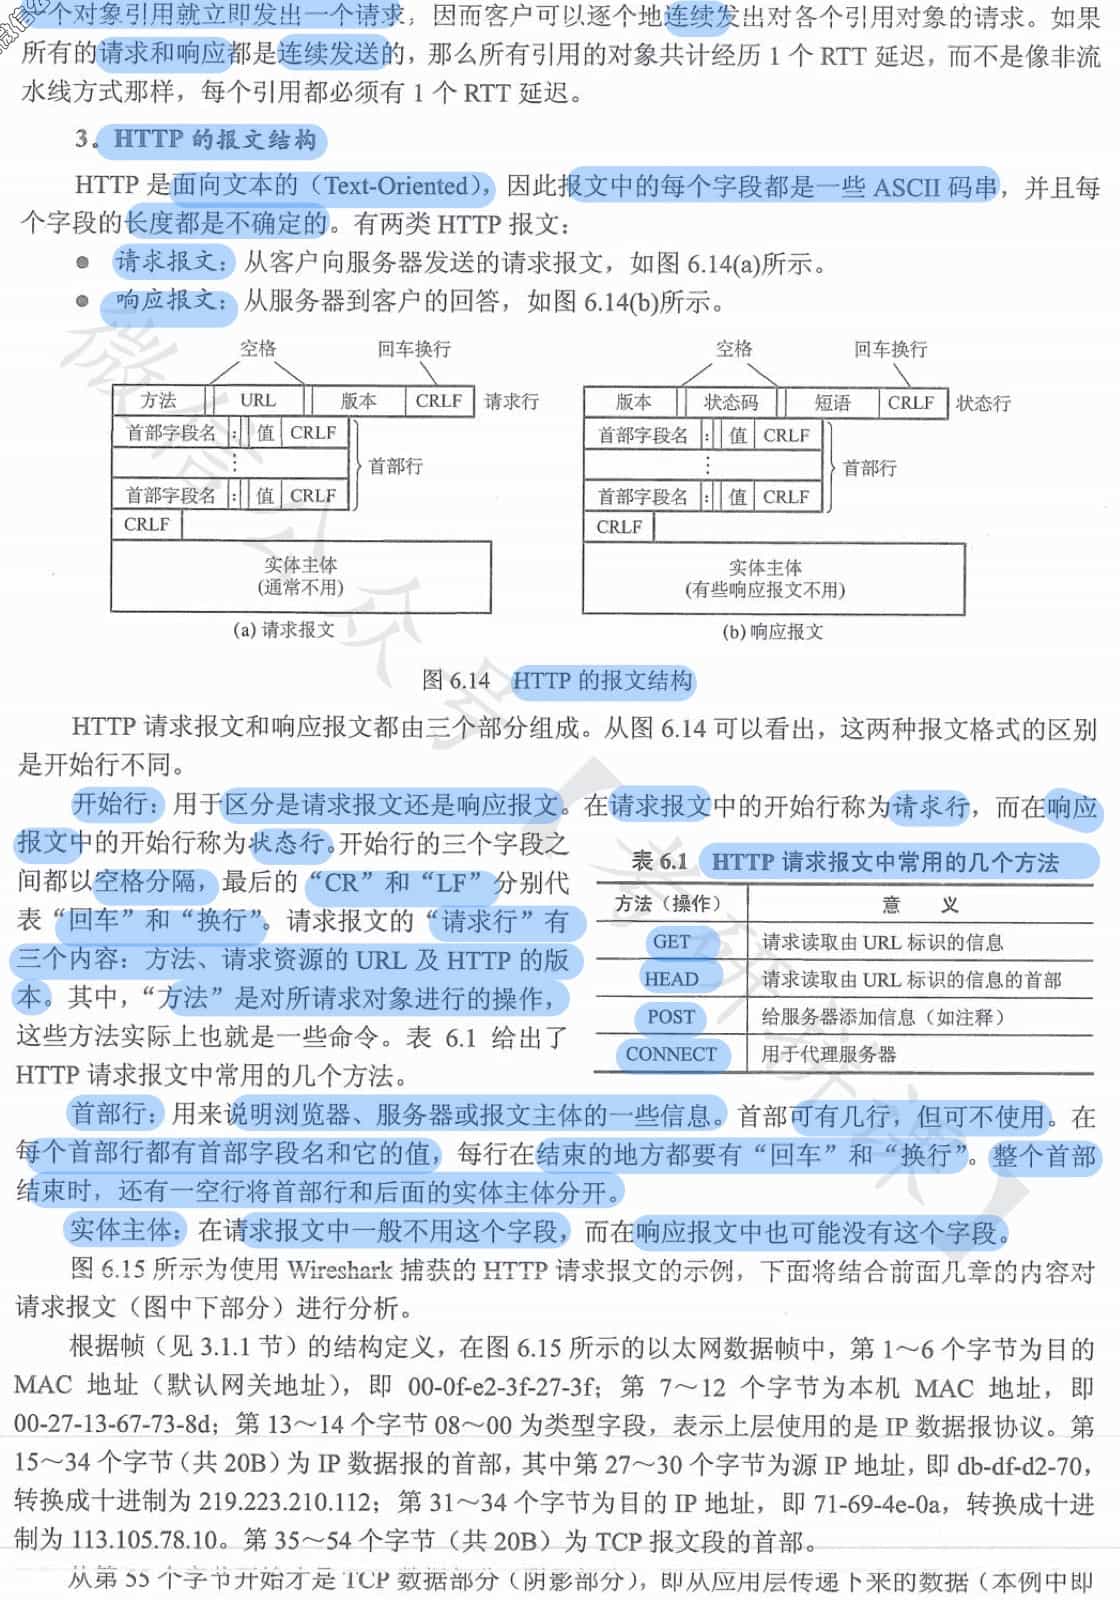 一个对象引用就立即发出一个请求，因而客户可以逐个地连续发出对各个引用对象的请求。如果
所有的请求和响应都是连续发送的，那么所有引用的对象共计经历 1 个 RTT 延迟，而不是像非流
水线方式那样，每个引用都必须有 1 个 RTT 延迟。
3。HTTP 的报文结构
HTTP 是面向文本的（Text-Oriented），因此报文中的每个字段都是一些 ASCII 码串，并且每
个字段的长度都是不确定的。有两类 HTTP 报文：
● 请求报文：从客户向服务器发送的请求报文，如图 6.14(a)所示。
● 响应报文：从服务器到客户的回答，如图 6.14(b)所示。
空格 回车换行 空格 回车换行
方法 URL 版本 CRLF 请求行 版本 状态码 短语 CRLF 状态行
首部字段名 : 值 CRLF 首部字段名 : 值 CRLF
⋮ 首部行 ⋮ 首部行
首部字段名 : 值 CRLF 首部字段名 : 值 CRLF
CRLF CRLF
实体主体 实体主体
(通常不用) (有些响应报文不用)
(a) 请求报文 (b) 响应报文
图 6.14 HTTP 的报文结构
HTTP 请求报文和响应报文都由三个部分组成。从图 6.14 可以看出，这两种报文格式的区别
是开始行不同。
开始行：用于区分是请求报文还是响应报文。在请求报文中的开始行称为请求行，而在响应
报文中的开始行称为状态行。开始行的三个字段之
间都以空格分隔，最后的“CR”和“LF”分别代
表“回车”和“换行”。请求报文的“请求行”有
三个内容：方法、请求资源的 URL 及 HTTP 的版
本。其中，“方法”是对所请求对象进行的操作，
这些方法实际上也就是一些命令。表 6.1 给出了
HTTP 请求报文中常用的几个方法。
表 6.1 HTTP 请求报文中常用的几个方法
方法（操作） 意 义
GET 请求读取由 URL 标识的信息
HEAD 请求读取由 URL 标识的信息的首部
POST 给服务器添加信息（如注释）
CONNECT 用于代理服务器
首部行：用来说明浏览器、服务器或报文主体的一些信息。首部可有几行，但可不使用。在
每个首部行都有首部字段名和它的值，每行在结束的地方都要有“回车”和“换行”。整个首部
结束时，还有一空行将首部行和后面的实体主体分开。
实体主体：在请求报文中一般不用这个字段，而在响应报文中也可能没有这个字段。
图 6.15 所示为使用 Wireshark 捕获的 HTTP 请求报文的示例，下面将结合前面几章的内容对
请求报文（图中下部分）进行分析。
根据帧（见 3.1.1 节）的结构定义，在图 6.15 所示的以太网数据帧中，第 1～6 个字节为目的
MAC 地址（默认网关地址），即 00-0f-e2-3f-27-3f；第 7～12 个字节为本机 MAC 地址，即
00-27-13-67-73-8d；第 13～14 个字节 08～00 为类型字段，表示上层使用的是 IP 数据报协议。第
15～34 个字节（共 20B）为 IP 数据报的首部，其中第 27～30 个字节为源 IP 地址，即 db-df-d2-70，
转换成十进制为 219.223.210.112；第 31～34 个字节为目的 IP 地址，即 71-69-4e-0a，转换成十进
制为 113.105.78.10。第 35～54 个字节（共 20B）为 TCP 报文段的首部。
从第 55 个字节开始才是 TCP 数据部分（阴影部分），即从应用层传递下来的数据（本例中即
微信公众号【考研拼课】